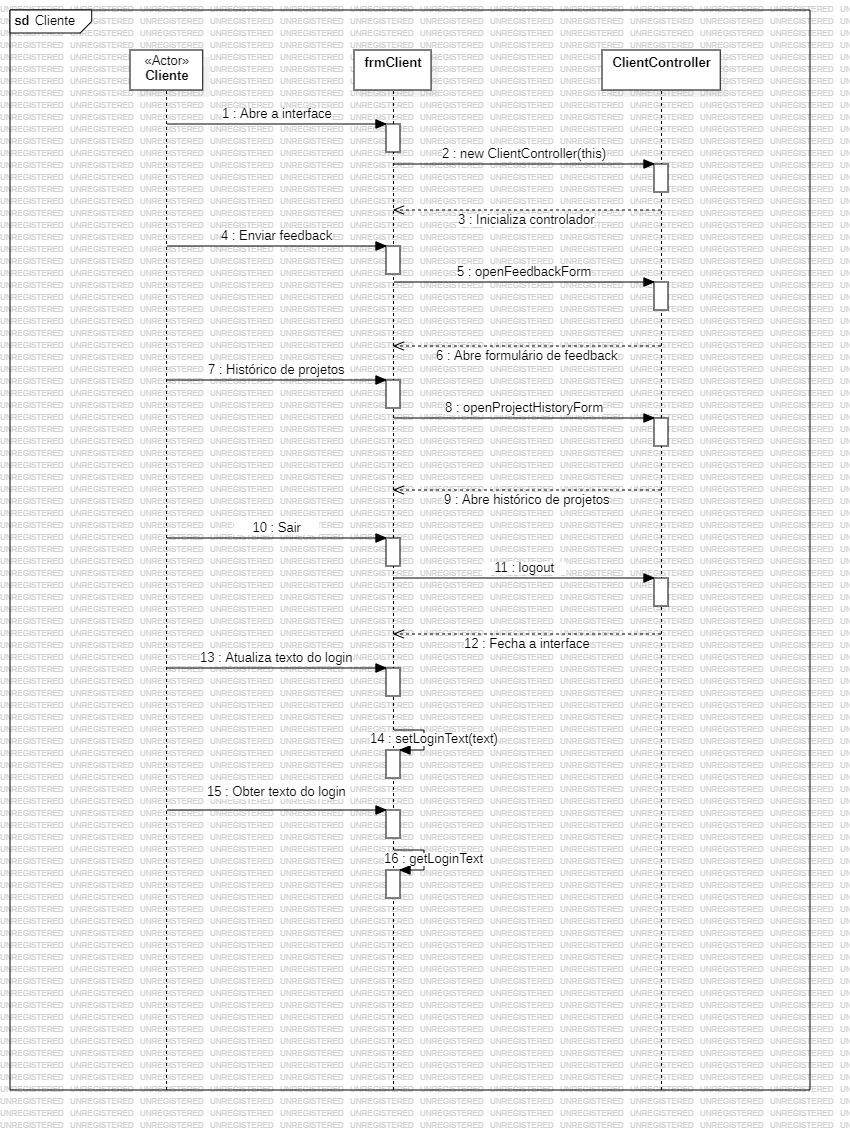 sd Cliente
«Actor»
Cliente
frmClient
ClientController
1 : Abre a interface
2 : new ClientController(this)
3 : Inicializa controlador
4 : Enviar feedback
5 : openFeedbackForm
6 : Abre formulário de feedback
7 : Histórico de projetos
8 : openProjectHistoryForm
9 : Abre histórico de projetos
10 : Sair
11 : logout
12 : Fecha a interface
13 : Atualiza texto do login
14 : setLoginText(text)
15 : Obter texto do login
16 : getLoginText
UNREGISTERED